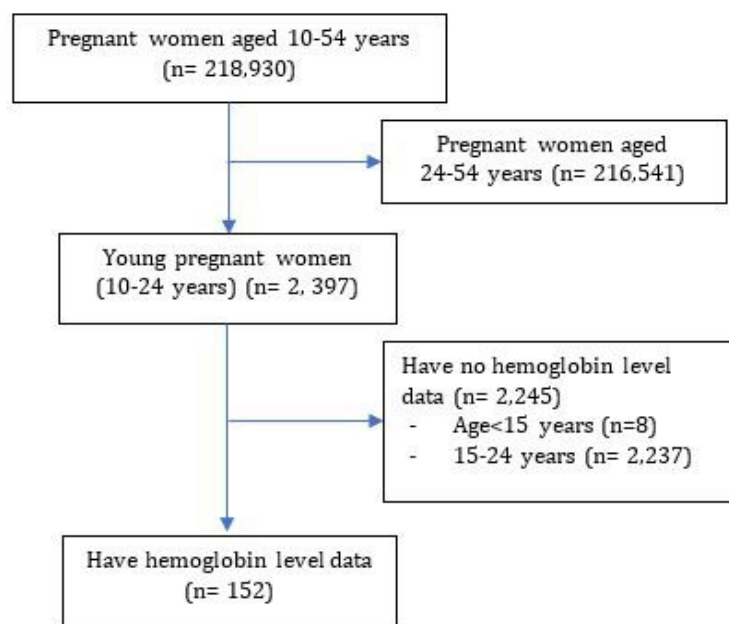 Pregnant women aged 10-54 years
(n= 218,930)
Pregnant women aged
24-54 years (n= 216,541)
Young pregnant women
(10-24 years) (n= 2, 397)
Have no hemoglobin level
data (n= 2,245)
- Age<15 years (n=8)
- 15-24 years (n= 2,237)
Have hemoglobin level data
(n= 152)